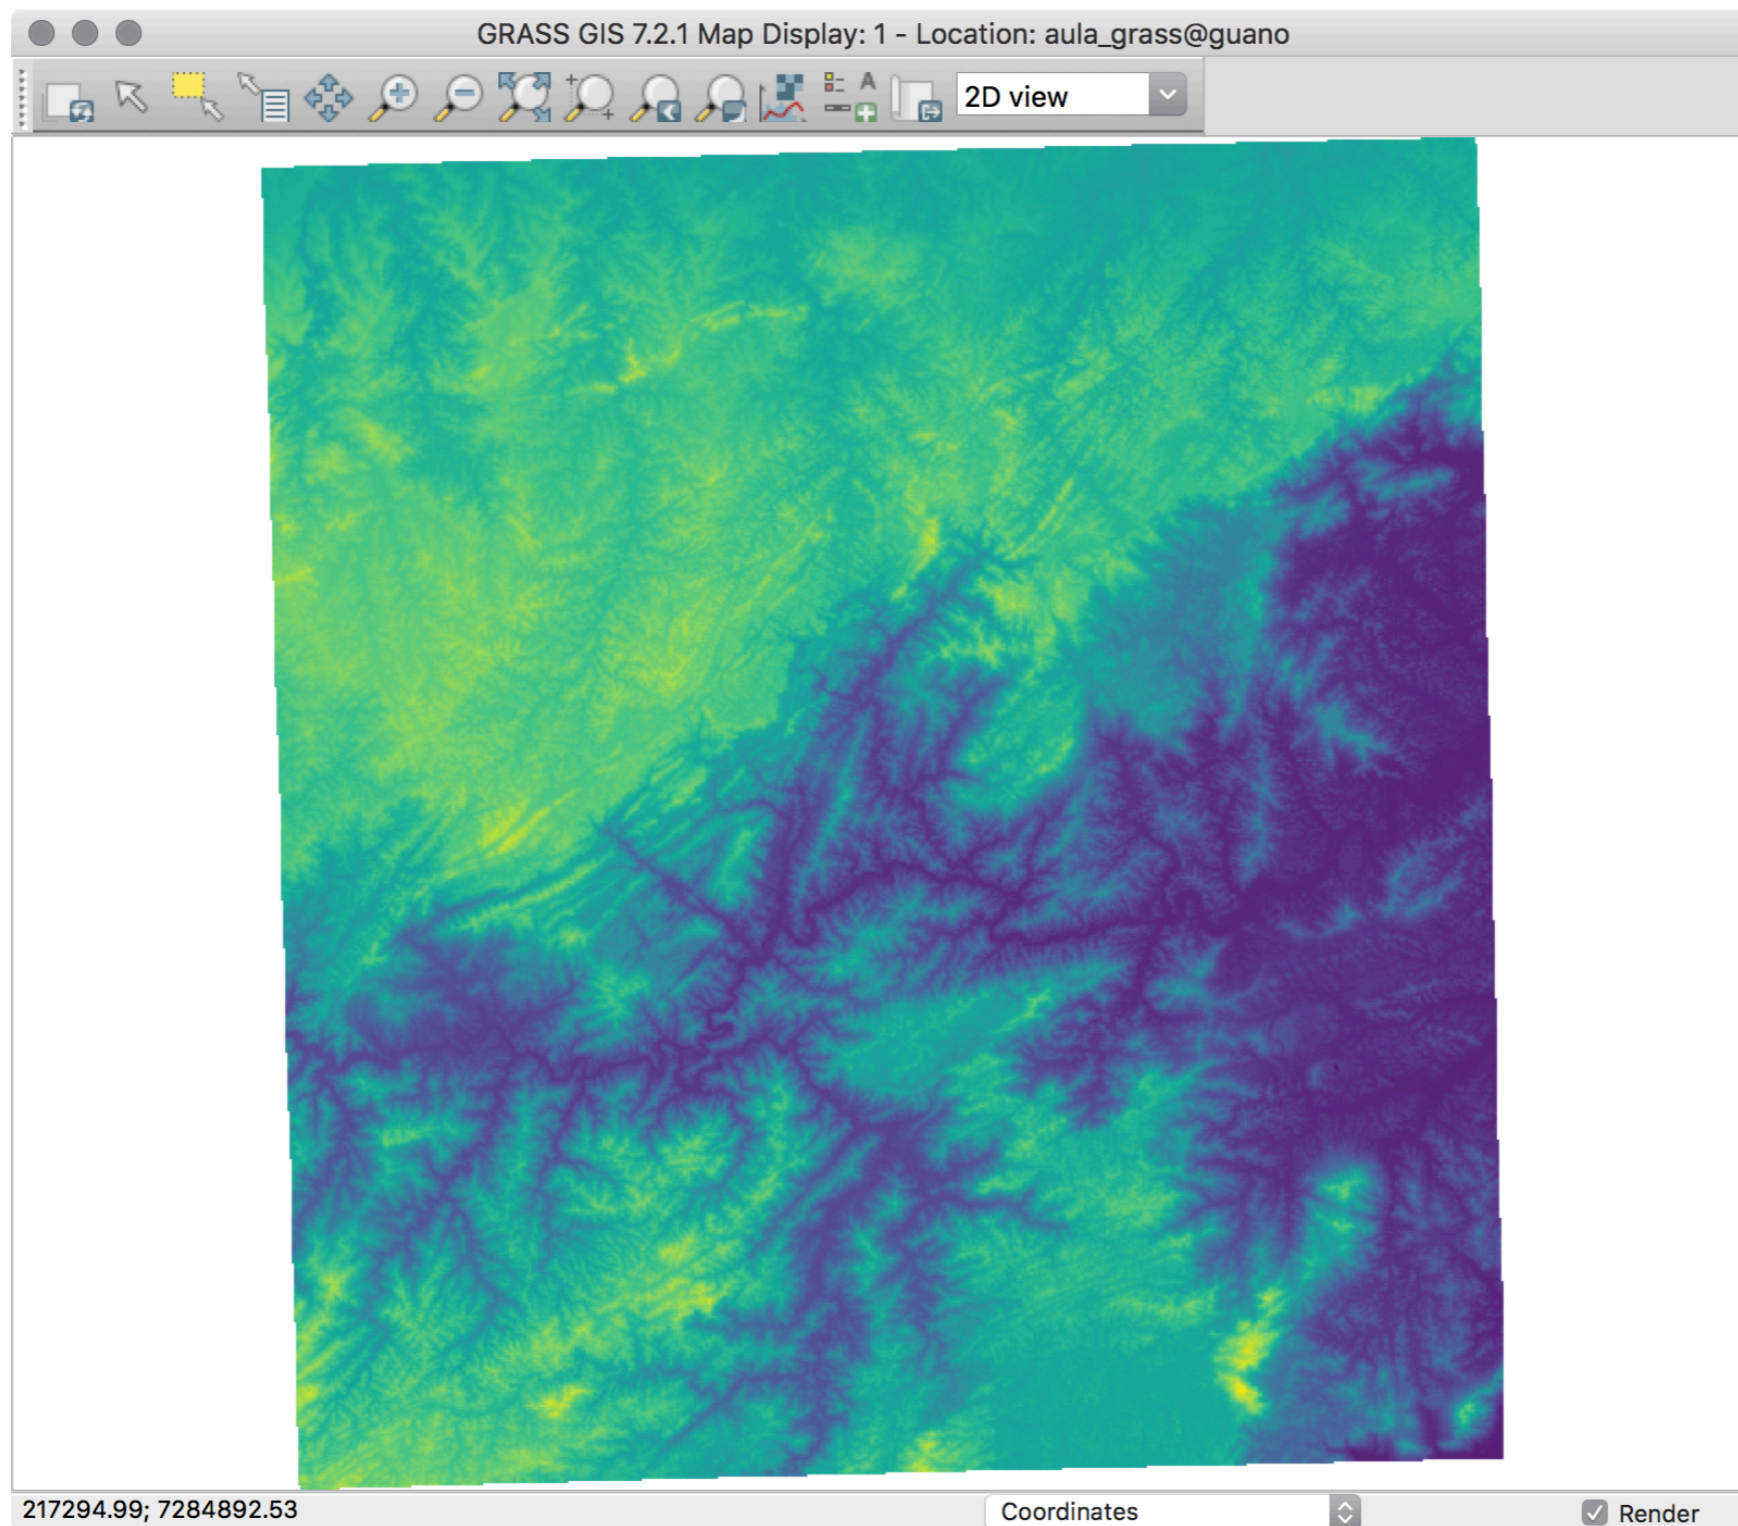 GRASS GIS 7.2.1 Map Display: 1 - Location: aula_grass@guano
2D view
217294.99; 7284892.53
Coordinates
Render